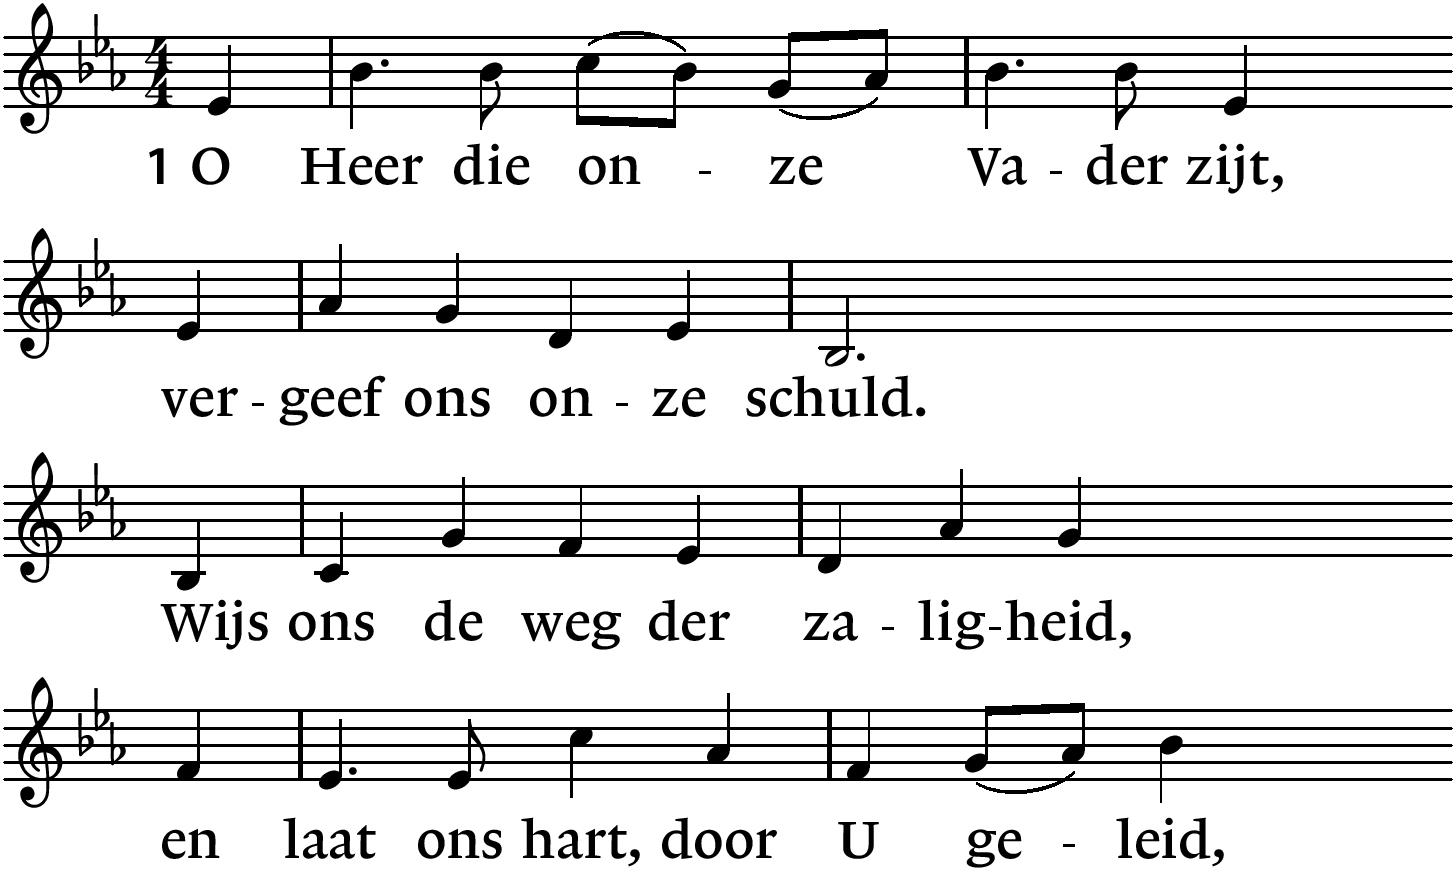 1 O Heer die on - ze Va - der zijt,
ver - geef ons on - ze schuld.
Wijs ons de weg der za - lig - heid,
en laat ons hart, door U ge - leid,